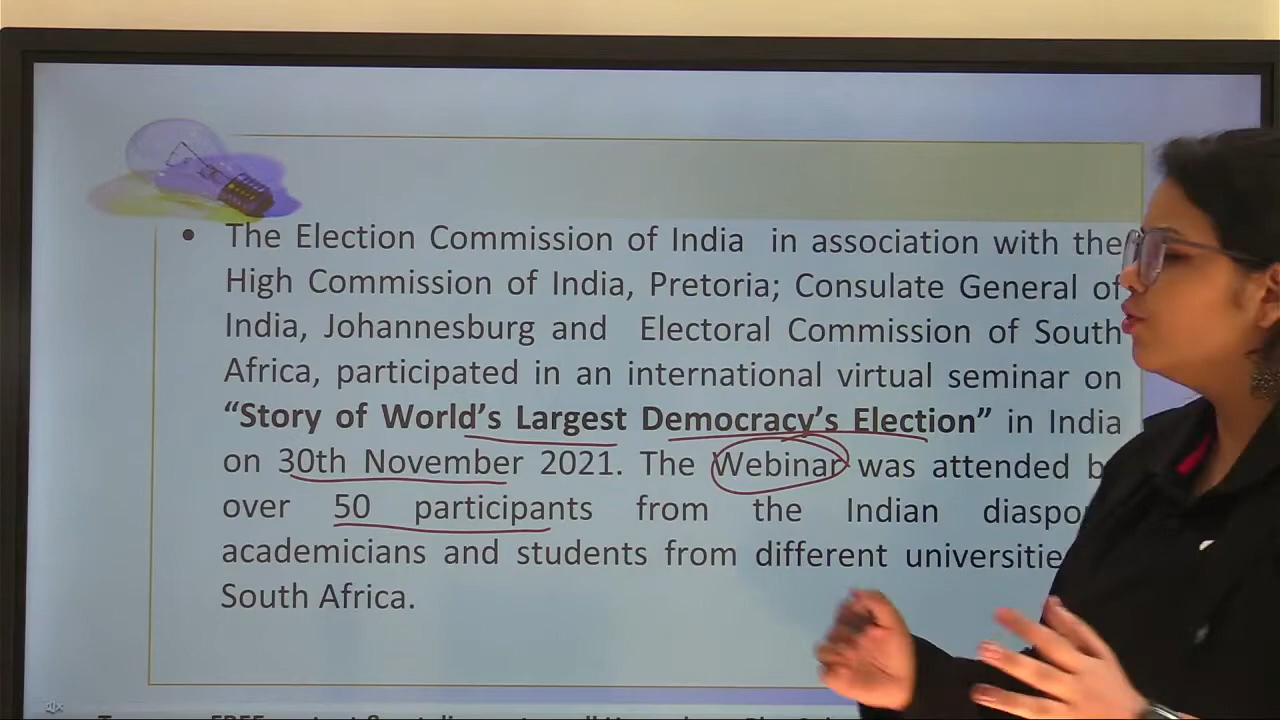 • The Election Commission of India in association with the
High Commission of India, Pretoria; Consulate General of
India, Johannesburg and Electoral Commission of South
Africa, participated in an international virtual seminar on
“Story of World’s Largest Democracy’s Election” in India
on 30th November 2021. The Webinar was attended
over 50 participants from the Indian
academicians and students from different
South Africa.